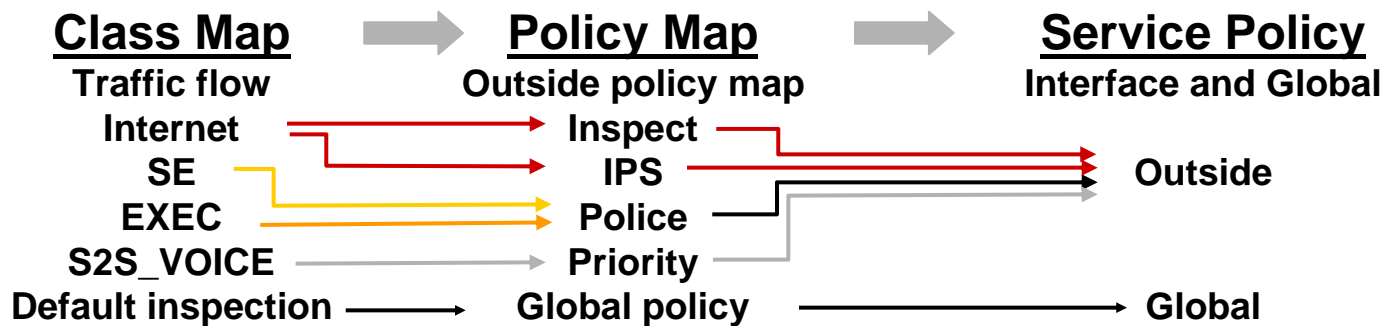 Class Map Policy Map Service Policy
Traffic flow Outside policy map Interface and Global
Internet Inspect
SE IPS Outside
EXEC Police
S2S_VOICE Priority
Default inspection Global policy Global